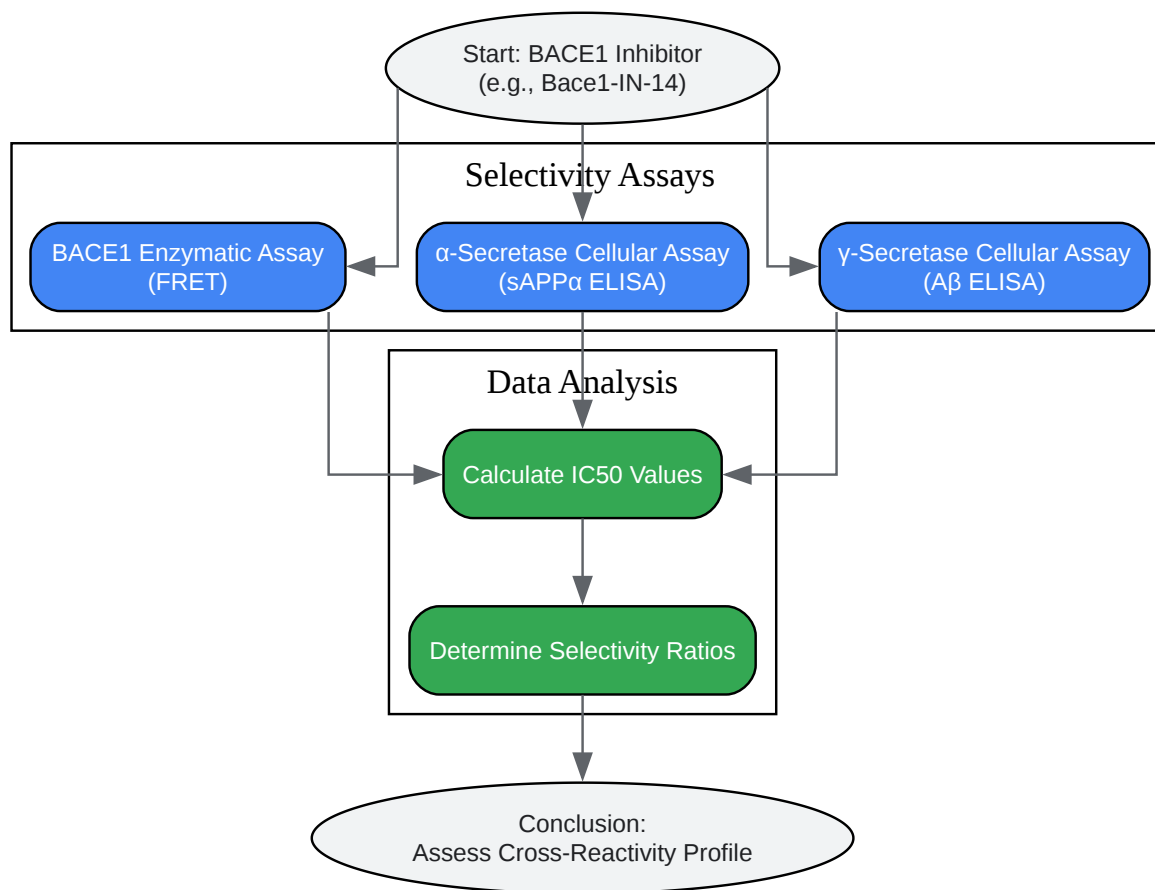 Start: BACE1 Inhibitor
(e.g., Bace1-IN-14)
Selectivity Assays
BACE1 Enzymatic Assay
(FRET)
α-Secretase Cellular Assay
(sAPPα ELISA)
γ-Secretase Cellular Assay
(Aβ ELISA)
Data Analysis
Calculate IC50 Values
Determine Selectivity Ratios
Conclusion:
Assess Cross-Reactivity Profile